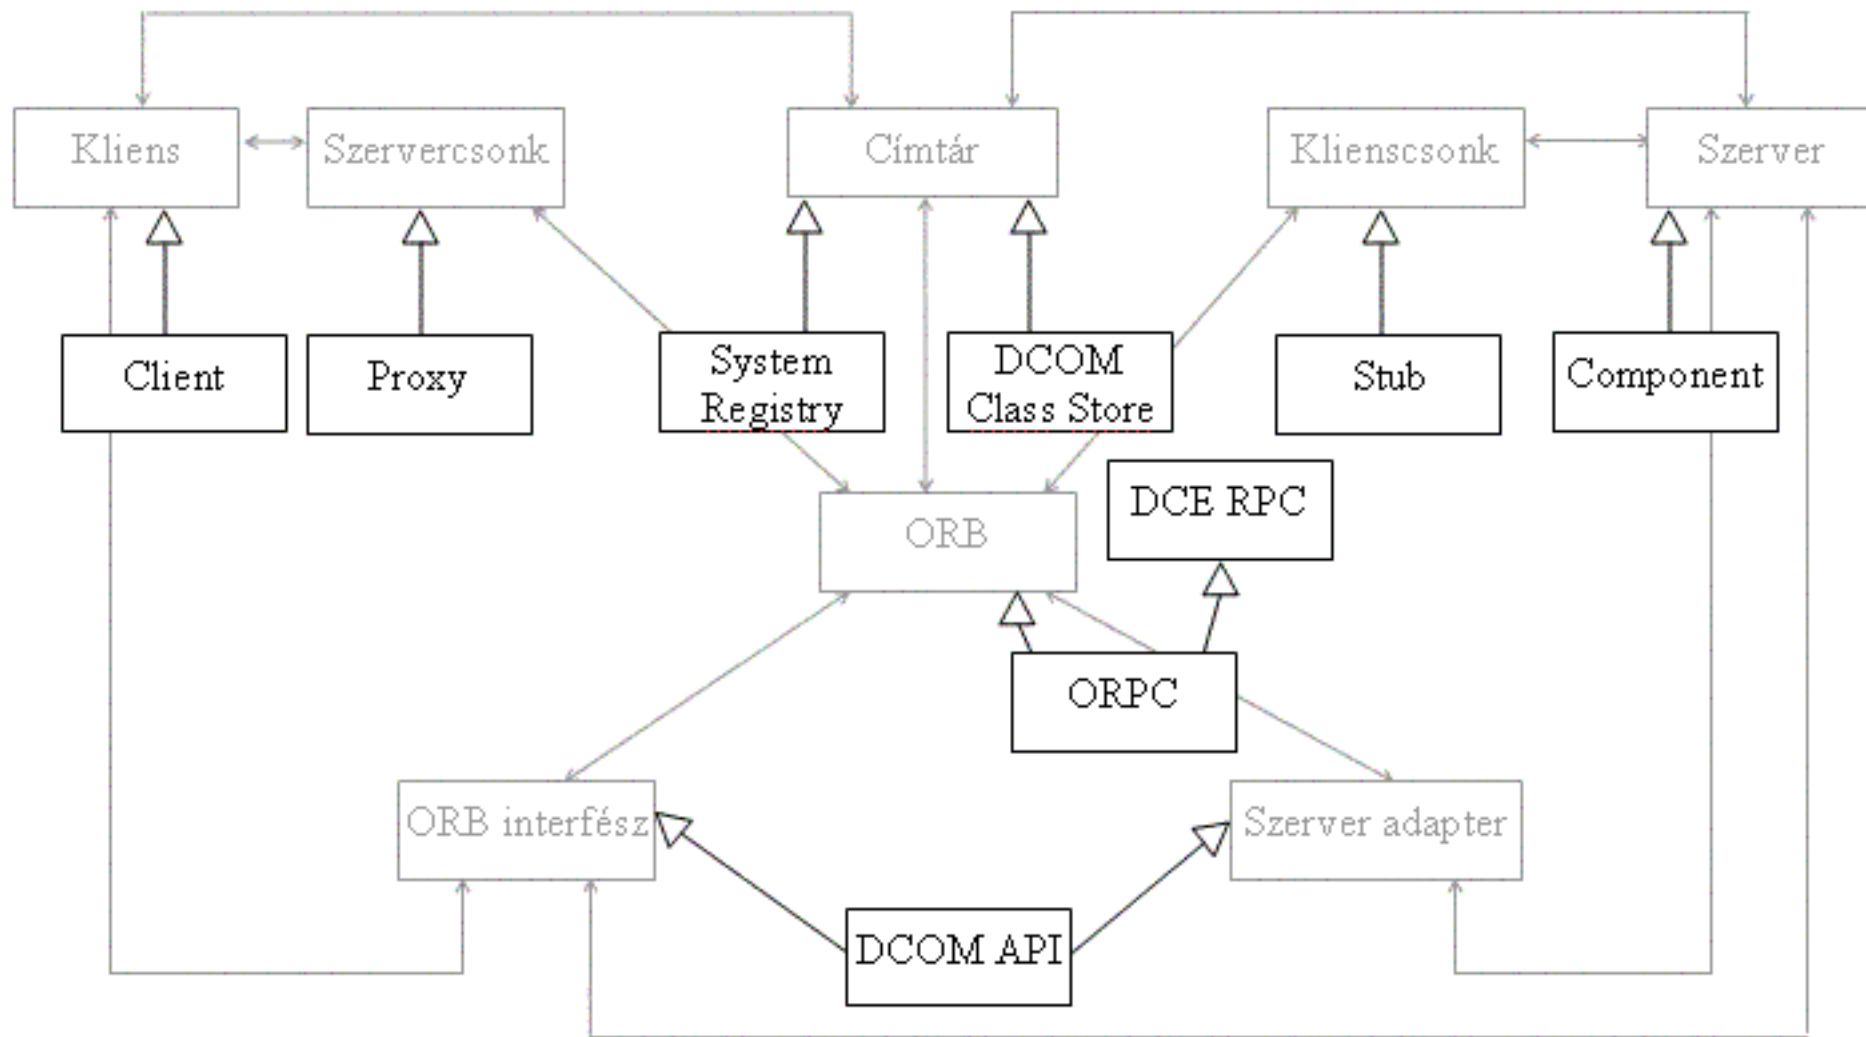 Kliens
Szervercsonk
Címtár
Klienscsonk
Szerver
Client
Proxy
System
Registry
DCOM
Class Store
Stub
Component
DCE RPC
ORB
ORPC
ORB interfész
Szerver adapter
DCOM API